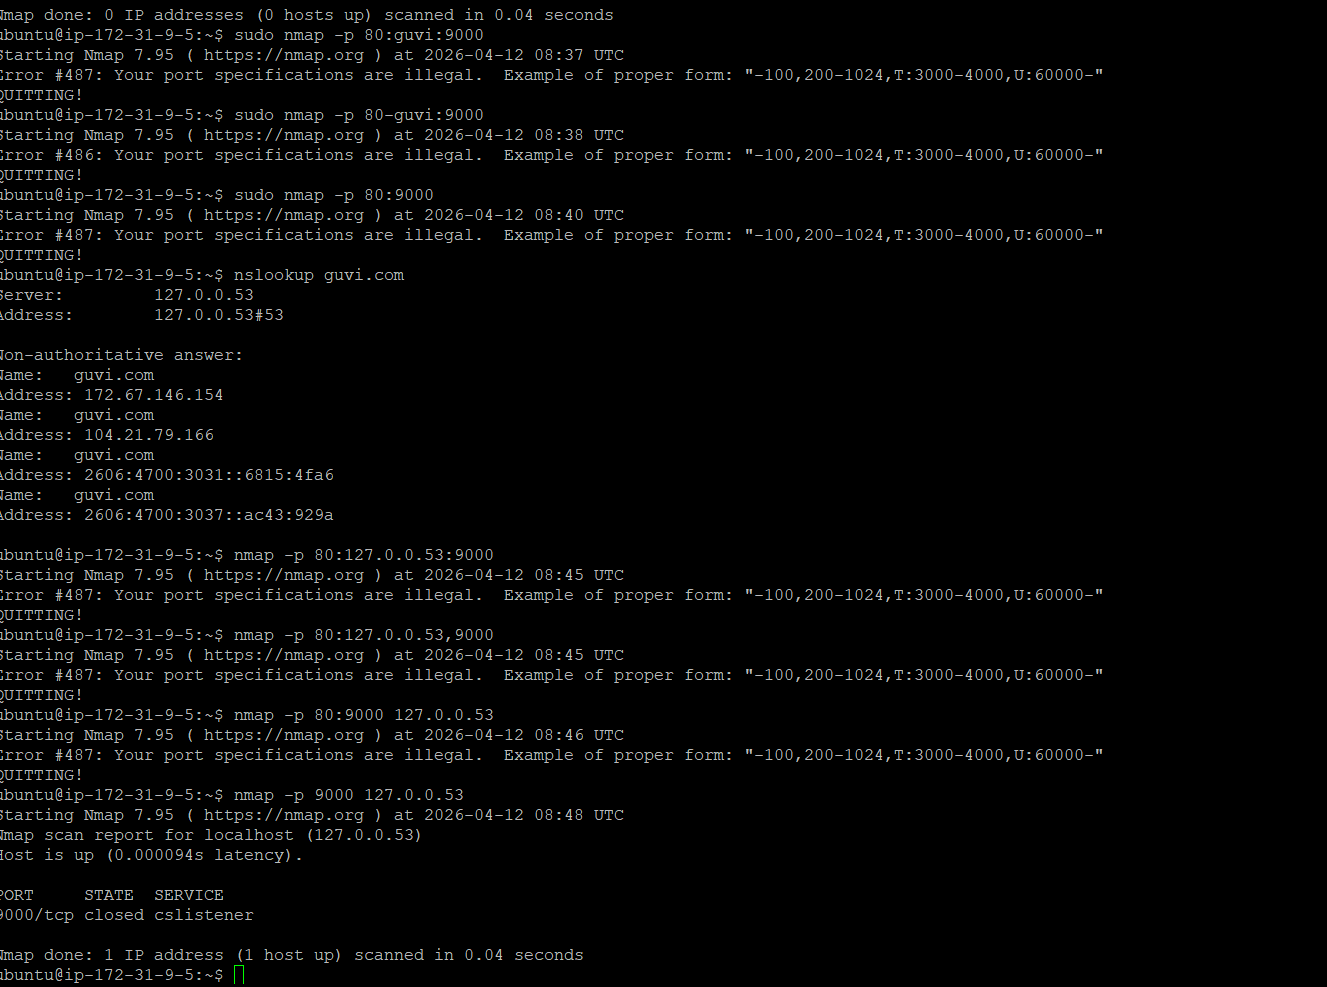 Nmap done: 0 IP addresses (0 hosts up) scanned in 0.04 seconds
ubuntu@ip-172-31-9-5:~$ sudo nmap -p 80:guvi:9000
Starting Nmap 7.95 ( https://nmap.org ) at 2026-04-12 08:37 UTC
Error #487: Your port specifications are illegal.  Example of proper form: "-100,200-1024,T:3000-4000,U:60000-"
QUITTING!
ubuntu@ip-172-31-9-5:~$ sudo nmap -p 80-guvi:9000
Starting Nmap 7.95 ( https://nmap.org ) at 2026-04-12 08:38 UTC
Error #486: Your port specifications are illegal.  Example of proper form: "-100,200-1024,T:3000-4000,U:60000-"
QUITTING!
ubuntu@ip-172-31-9-5:~$ sudo nmap -p 80:9000
Starting Nmap 7.95 ( https://nmap.org ) at 2026-04-12 08:40 UTC
Error #487: Your port specifications are illegal.  Example of proper form: "-100,200-1024,T:3000-4000,U:60000-"
QUITTING!
ubuntu@ip-172-31-9-5:~$ nslookup guvi.com
Server:         127.0.0.53
Address:        127.0.0.53#53

Non-authoritative answer:
Name:   guvi.com
Address: 172.67.146.154
Name:   guvi.com
Address: 104.21.79.166
Name:   guvi.com
Address: 2606:4700:3031::6815:4fa6
Name:   guvi.com
Address: 2606:4700:3037::ac43:929a

ubuntu@ip-172-31-9-5:~$ nmap -p 80:127.0.0.53:9000
Starting Nmap 7.95 ( https://nmap.org ) at 2026-04-12 08:45 UTC
Error #487: Your port specifications are illegal.  Example of proper form: "-100,200-1024,T:3000-4000,U:60000-"
QUITTING!
ubuntu@ip-172-31-9-5:~$ nmap -p 80:127.0.0.53,9000
Starting Nmap 7.95 ( https://nmap.org ) at 2026-04-12 08:45 UTC
Error #487: Your port specifications are illegal.  Example of proper form: "-100,200-1024,T:3000-4000,U:60000-"
QUITTING!
ubuntu@ip-172-31-9-5:~$ nmap -p 80:9000 127.0.0.53
Starting Nmap 7.95 ( https://nmap.org ) at 2026-04-12 08:46 UTC
Error #487: Your port specifications are illegal.  Example of proper form: "-100,200-1024,T:3000-4000,U:60000-"
QUITTING!
ubuntu@ip-172-31-9-5:~$ nmap -p 9000 127.0.0.53
Starting Nmap 7.95 ( https://nmap.org ) at 2026-04-12 08:48 UTC
Nmap scan report for localhost (127.0.0.53)
Host is up (0.000094s latency).

PORT     STATE  SERVICE
9000/tcp closed cslistener

Nmap done: 1 IP address (1 host up) scanned in 0.04 seconds
ubuntu@ip-172-31-9-5:~$